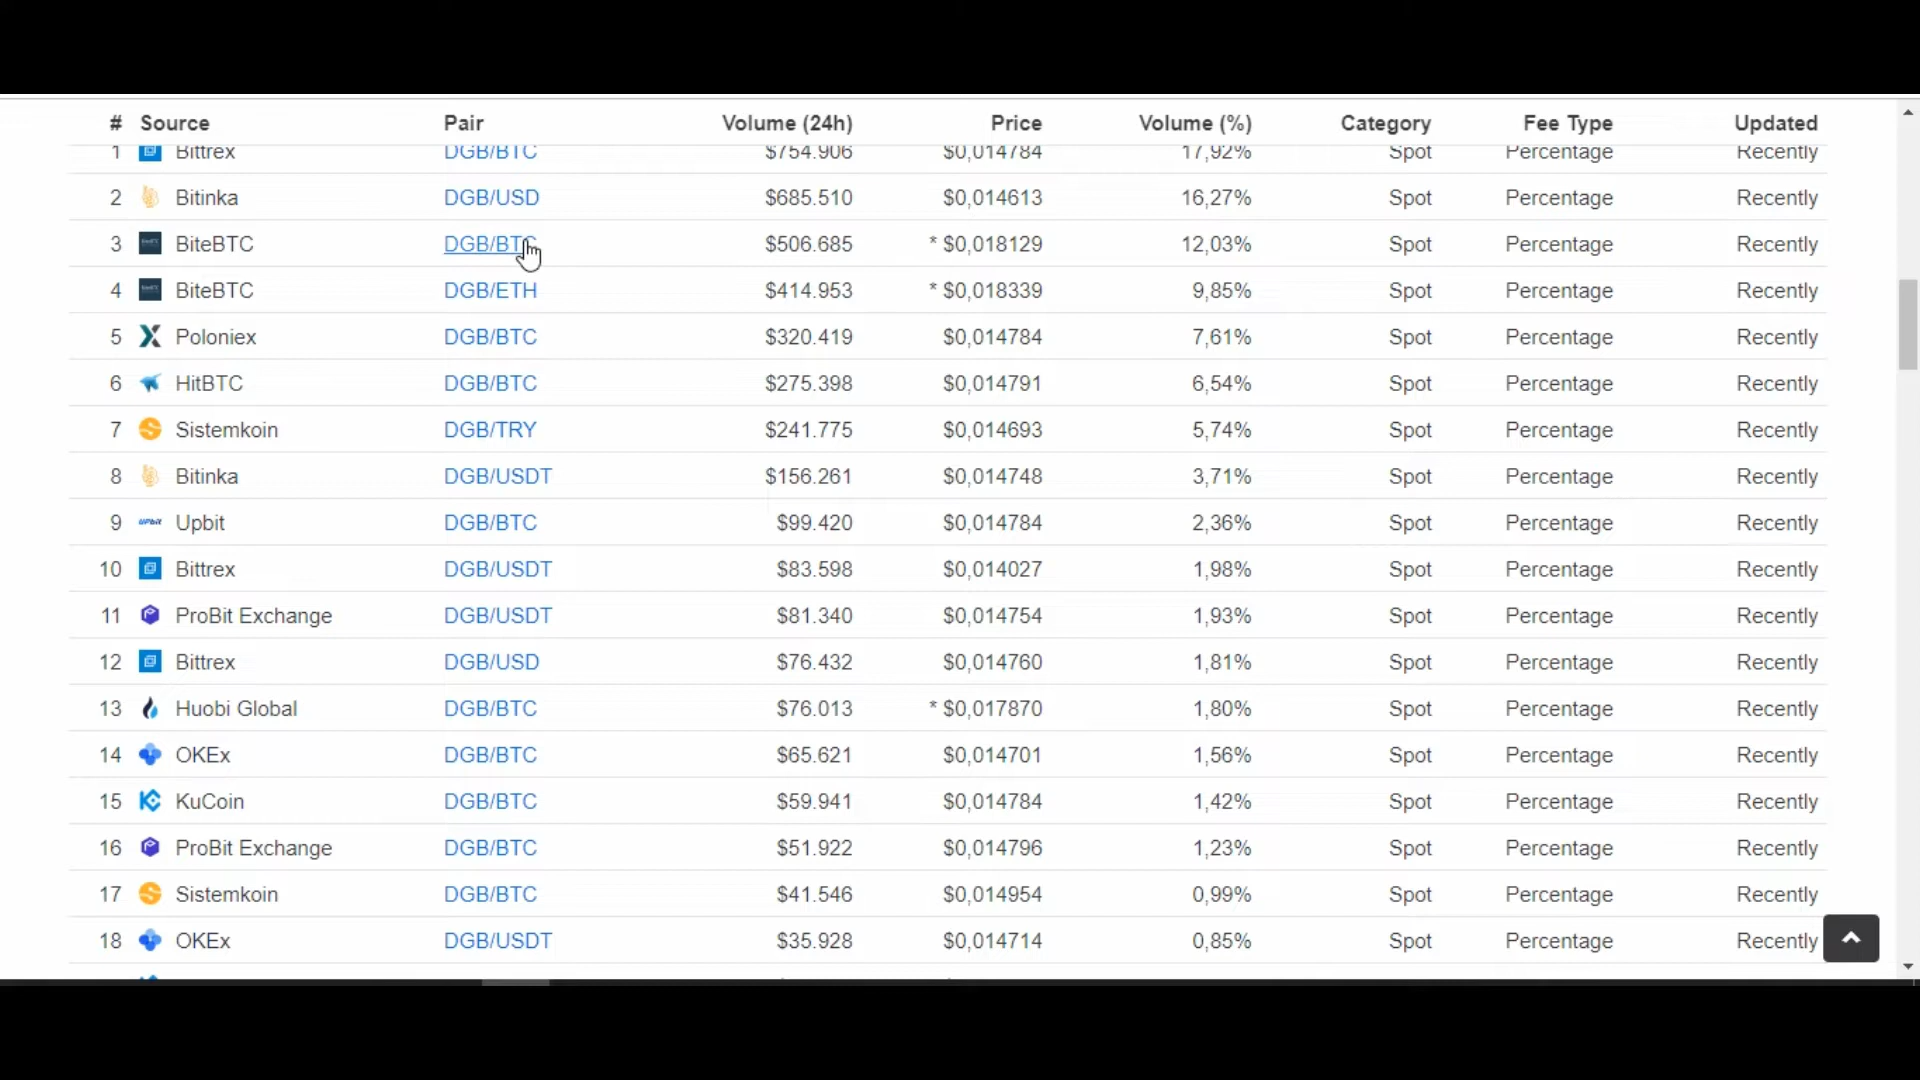 # Source Pair Volume (24h) Price Volume (%) Category Fee Type Updated
1 Bittrex DGB/BTC $754.906 $0,014784 17,92% Spot Percentage Recently
2 Bitinka DGB/USD $685.510 $0,014613 16,27% Spot Percentage Recently
3 BiteBTC DGB/BTC $506.685 * $0,018129 12,03% Spot Percentage Recently
4 BiteBTC DGB/ETH $414.953 * $0,018339 9,85% Spot Percentage Recently
5 Poloniex DGB/BTC $320.419 $0,014784 7,61% Spot Percentage Recently
6 HitBTC DGB/BTC $275.398 $0,014791 6,54% Spot Percentage Recently
7 Sistemkoin DGB/TRY $241.775 $0,014693 5,74% Spot Percentage Recently
8 Bitinka DGB/USDT $156.261 $0,014748 3,71% Spot Percentage Recently
9 Upbit DGB/BTC $99.420 $0,014784 2,36% Spot Percentage Recently
10 Bittrex DGB/USDT $83.598 $0,014027 1,98% Spot Percentage Recently
11 ProBit Exchange DGB/USDT $81.340 $0,014754 1,93% Spot Percentage Recently
12 Bittrex DGB/USD $76.432 $0,014760 1,81% Spot Percentage Recently
13 Huobi Global DGB/BTC $76.013 * $0,017870 1,80% Spot Percentage Recently
14 OKEx DGB/BTC $65.621 $0,014701 1,56% Spot Percentage Recently
15 KuCoin DGB/BTC $59.941 $0,014784 1,42% Spot Percentage Recently
16 ProBit Exchange DGB/BTC $51.922 $0,014796 1,23% Spot Percentage Recently
17 Sistemkoin DGB/BTC $41.546 $0,014954 0,99% Spot Percentage Recently
18 OKEx DGB/USDT $35.928 $0,014714 0,85% Spot Percentage Recently